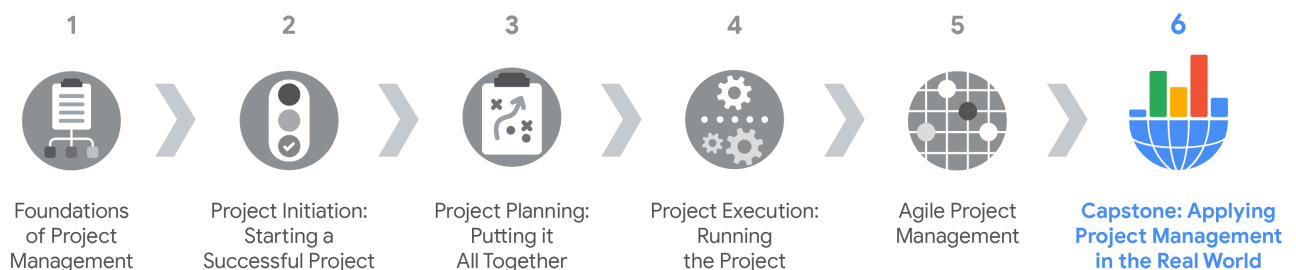 1
2
3
4
5
6
Foundations
of Project
Management
Project Initiation:
Starting a
Successful Project
Project Planning:
Putting it
All Together
Project Execution:
Running
the Project
Agile Project
Management
Capstone: Applying
Project Management
in the Real World